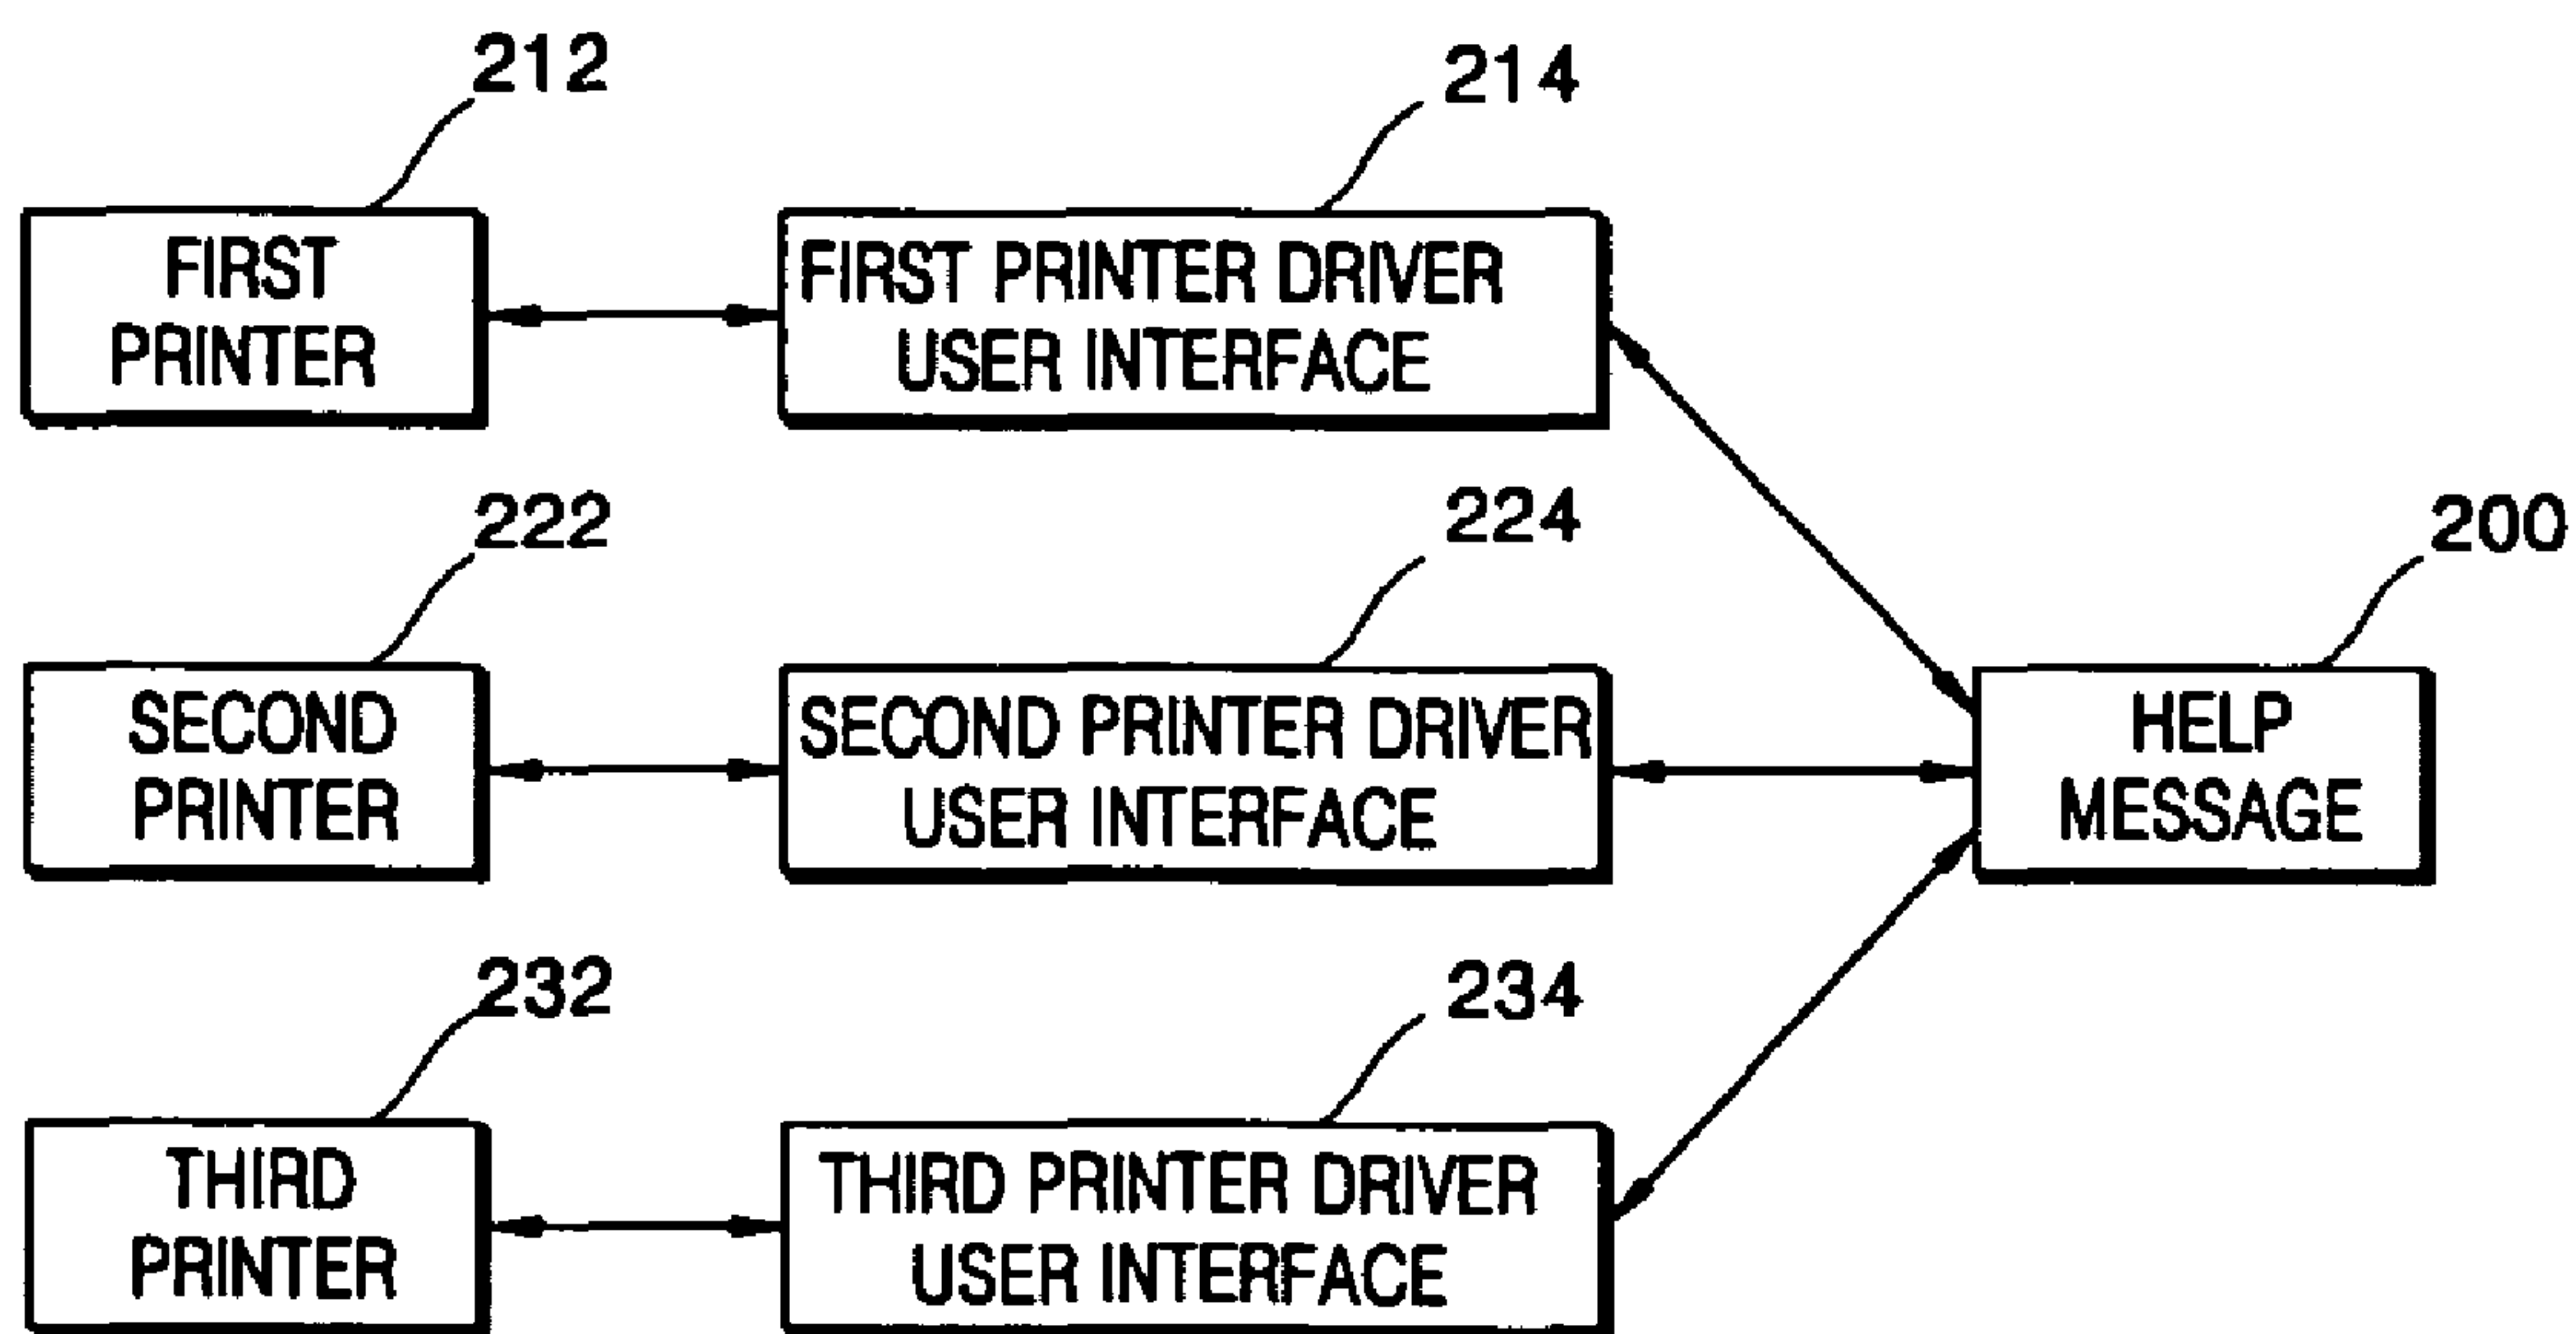 212
214
FIRST
PRINTER
FIRST PRINTER DRIVER
USER INTERFACE
222
224
200
SECOND
PRINTER
SECOND PRINTER DRIVER
USER INTERFACE
HELP
MESSAGE
232
234
THIRD
PRINTER
THIRD PRINTER DRIVER
USER INTERFACE